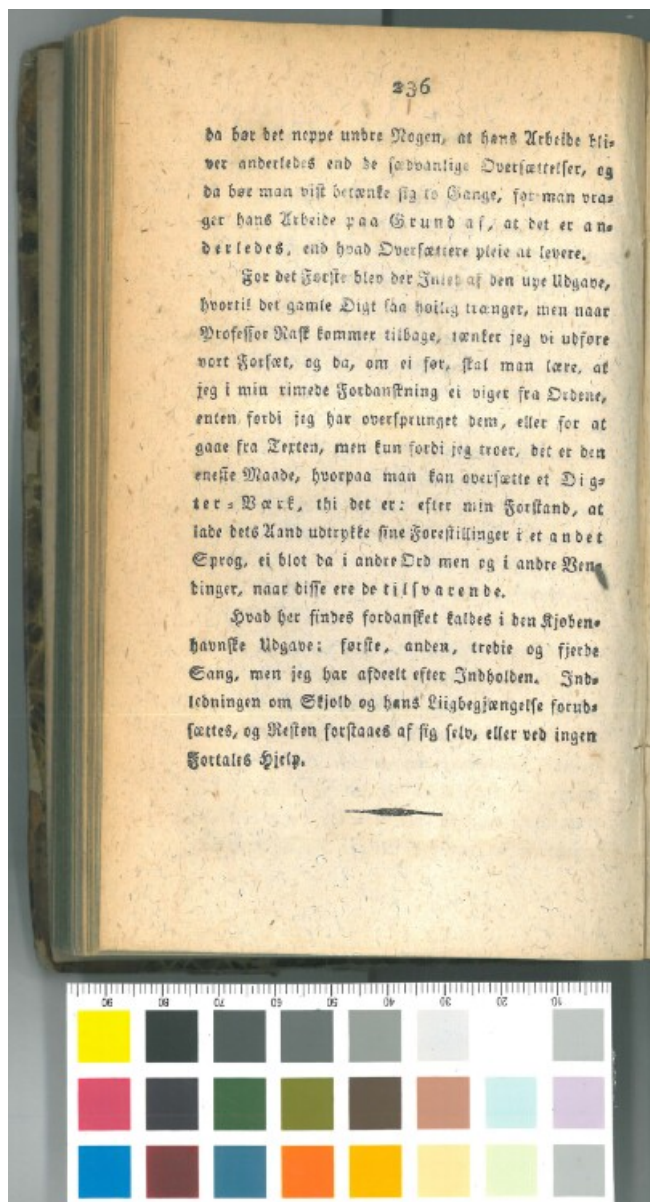 236
da bør det neppe undre Nogen, at hans Arbeide bli-
ver anderledes end de sædvanlige Oversættelser, og
da bør man vist betænke sig to Gange, før man vra-
ger hans Arbeide paa Grund af, at det er an-
derledes, end hvad Oversættere pleie at levere.
For det Første blev der Intet af den nye Udgave,
hvortil det gamle Digt saa høilig trænger, men naar
Professor Rask kommer tilbage, tænker jeg vi udføre
vort Forsæt, og da, om ei før, skal man lære, at
jeg i min rimede Fordanskning ei viger fra Ordene,
enten fordi jeg har oversprunget dem, eller for at
gaae fra Texten, men kun fordi jeg troer, det er den
eneste Maade, hvorpaa man kan oversætte et Dig-
ter-Værk, thi det er: efter min Forstand, at
lade dets Aand udtrykke sine Forestillinger i et andet
Sprog, ei blot da i andre Ord men og i andre Ven-
dinger, naar disse ere de tilsvarende.
Hvad her findes fordansket kaldes i den Kjøben-
havnske Udgave: første, anden, tredie og fjerde
Sang, men jeg har afdeelt efter Indholden. Ind-
ledningen om Skjold og hans Liigbegjængelse forud-
sættes, og Resten forstaaes af sig selv, eller ved ingen
Fortales Hjelp.
90 80 70 60 50 40 30 20 10